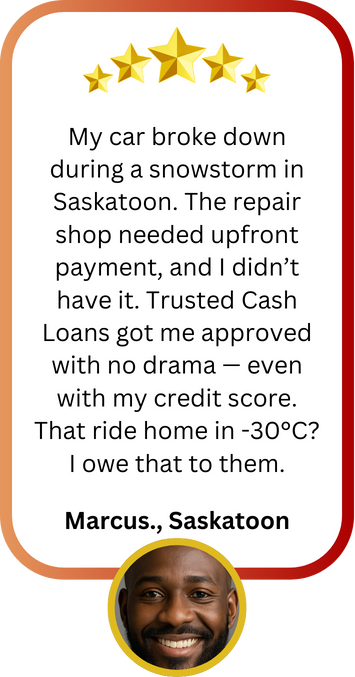 My car broke down
during a snowstorm in
Saskatoon. The repair
shop needed upfront
payment, and I didn’t
have it. Trusted Cash
Loans got me approved
with no drama — even
with my credit score.
That ride home in -30°C?
I owe that to them.
Marcus., Saskatoon